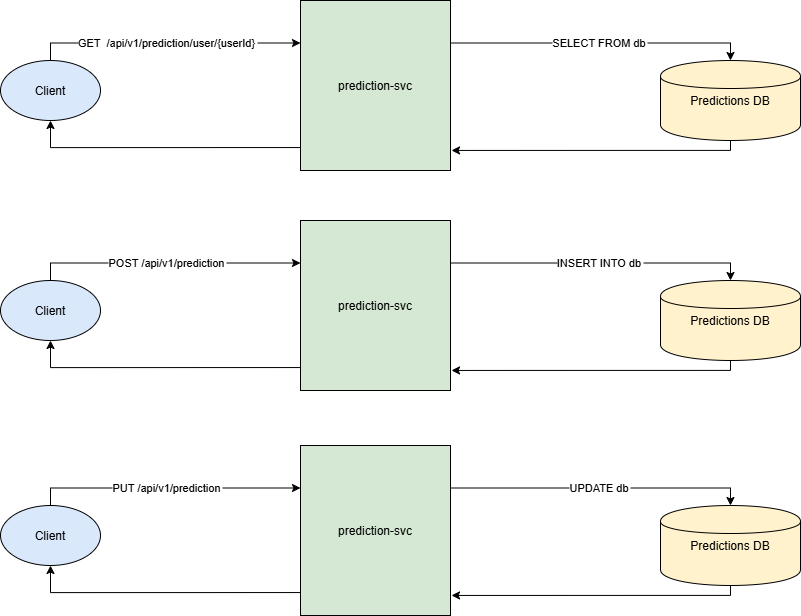 GET /api/v1/prediction/user/{userId}
SELECT FROM db
Client
prediction-svc
Predictions DB
POST /api/v1/prediction
INSERT INTO db
Client
prediction-svc
Predictions DB
PUT /api/v1/prediction
UPDATE db
Client
prediction-svc
Predictions DB